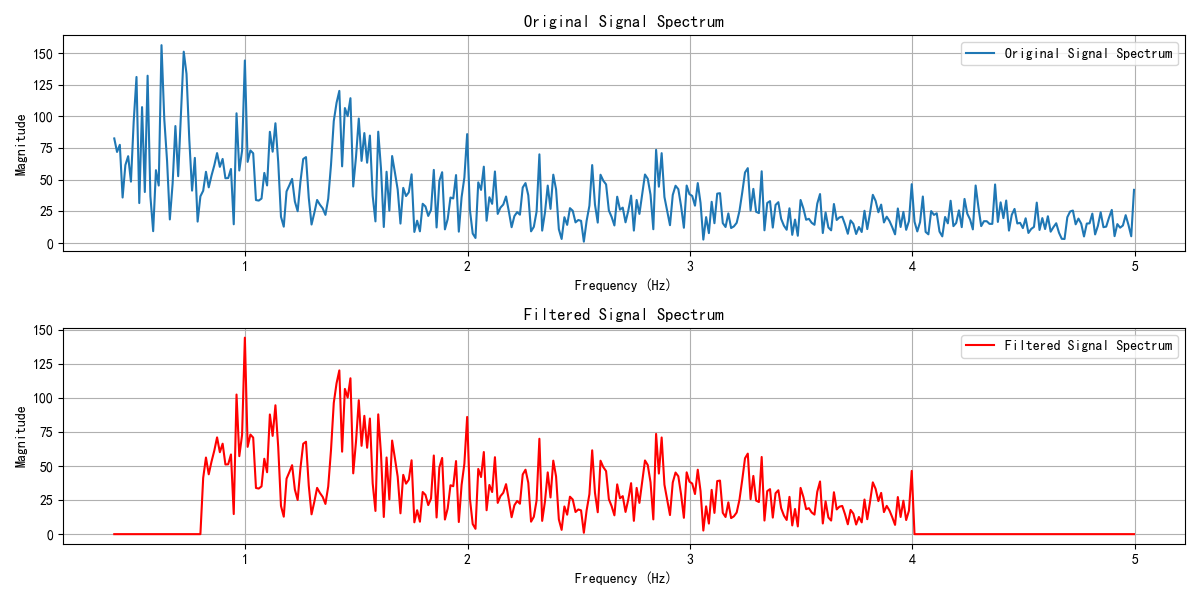 Original Signal Spectrum
Original Signal Spectrum
150
125
100
75
50
25
0
Magnitude
1 2 3 4 5
Frequency (Hz)
Filtered Signal Spectrum
Filtered Signal Spectrum
150
125
100
75
50
25
0
Magnitude
1 2 3 4 5
Frequency (Hz)